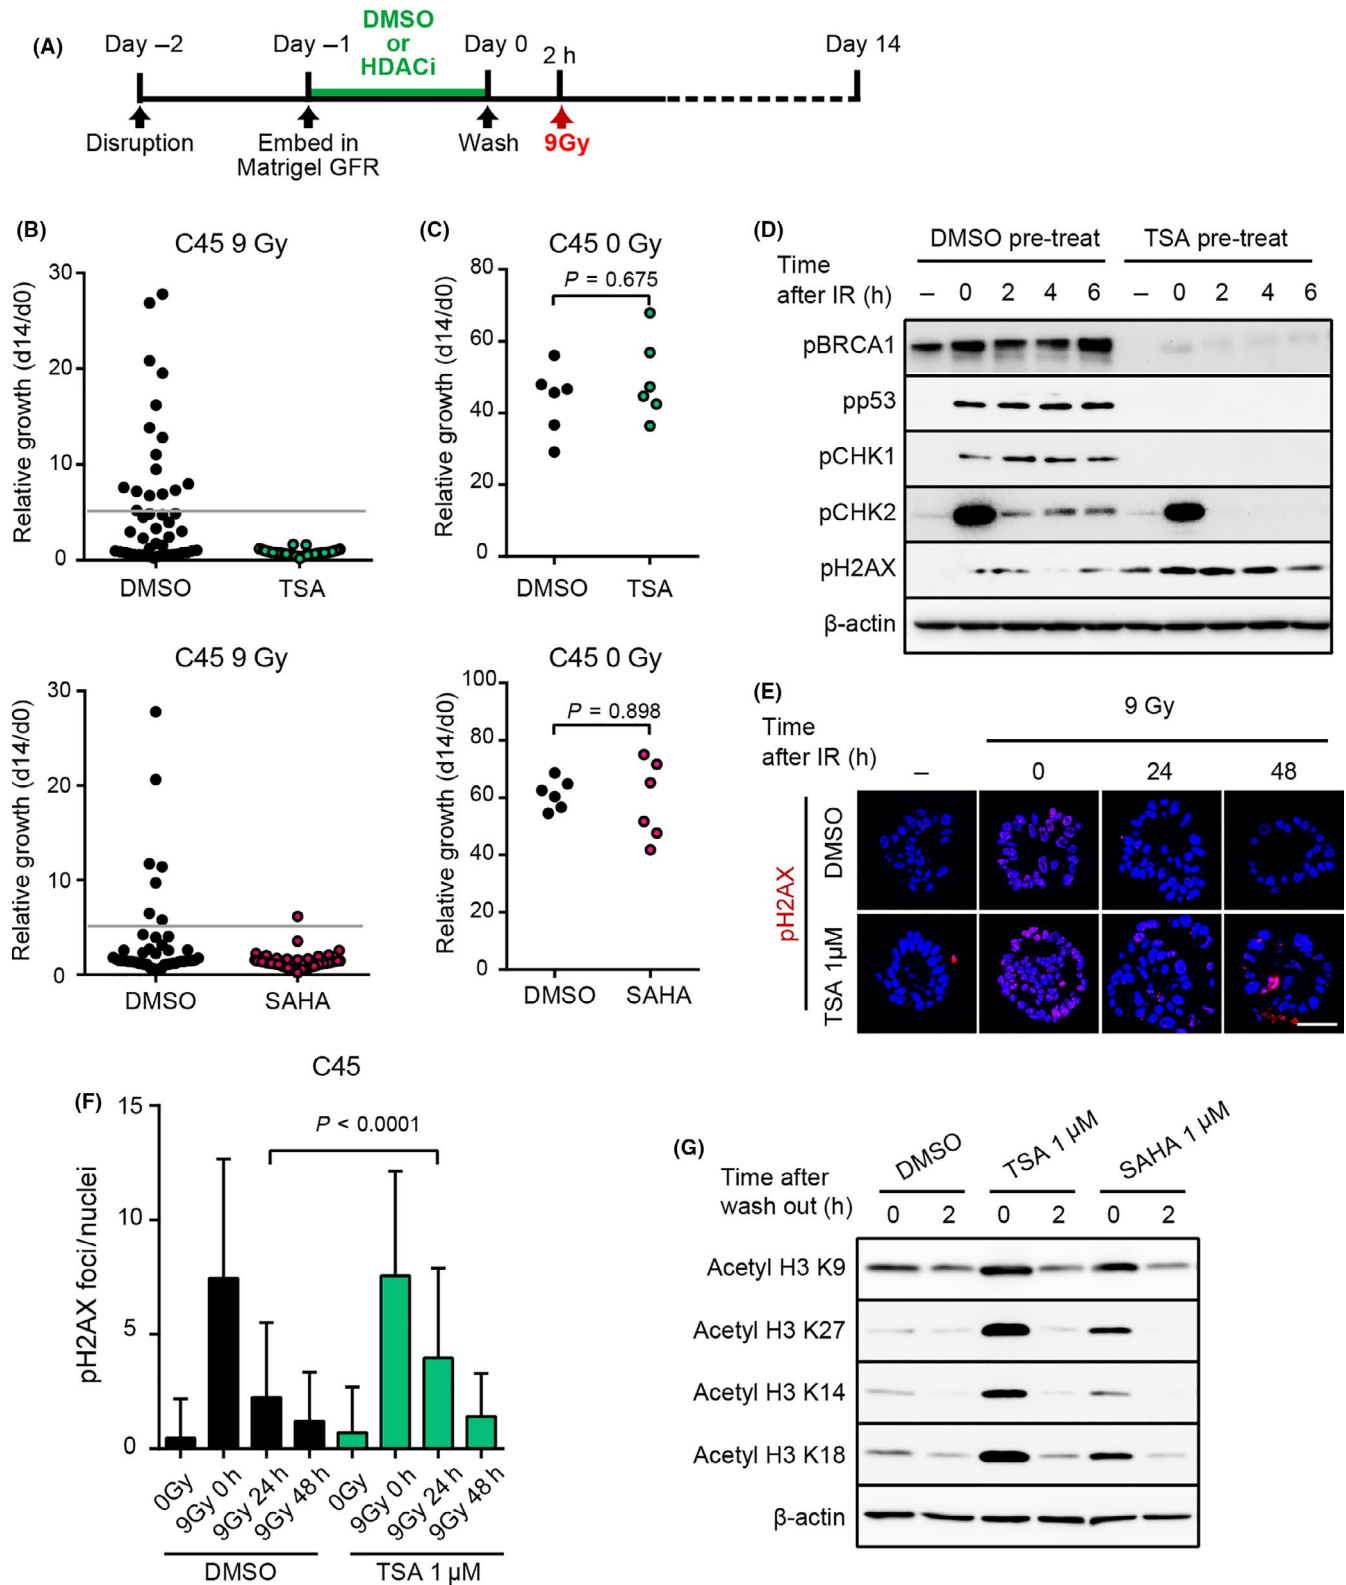 (A)
Day –2
Day –1
DMSO
or
HDACi
Day 0
2 h
Day 14
Disruption
Embed in
Matrigel GFR
Wash
9Gy
(B)
C45 9 Gy
Relative growth (d14/d0)
30
20
10
0
DMSO
TSA
C45 9 Gy
Relative growth (d14/d0)
30
20
10
0
DMSO
SAHA
(C)
C45 0 Gy
P = 0.675
Relative growth (d14/d0)
80
60
40
20
0
DMSO
TSA
C45 0 Gy
P = 0.898
Relative growth (d14/d0)
100
80
60
40
20
0
DMSO
SAHA
(D)
DMSO pre-treat
TSA pre-treat
Time
after IR (h)
– 0 2 4 6 – 0 2 4 6
pBRCA1
pp53
pCHK1
pCHK2
pH2AX
β-actin
(E)
9 Gy
Time
after IR (h)
– 0 24 48
pH2AX
DMSO
TSA 1μM
(F)
C45
P < 0.0001
pH2AX foci/nuclei
15
10
5
0
0Gy
9Gy 0 h
9Gy 24 h
9Gy 48 h
0Gy
9Gy 0h
9Gy 24 h
9Gy 48 h
DMSO
TSA 1 μM
(G)
DMSO
TSA 1 μM
SAHA 1 μM
Time after
wash out (h)
0 2 0 2 0 2
Acetyl H3 K9
Acetyl H3 K27
Acetyl H3 K14
Acetyl H3 K18
β-actin